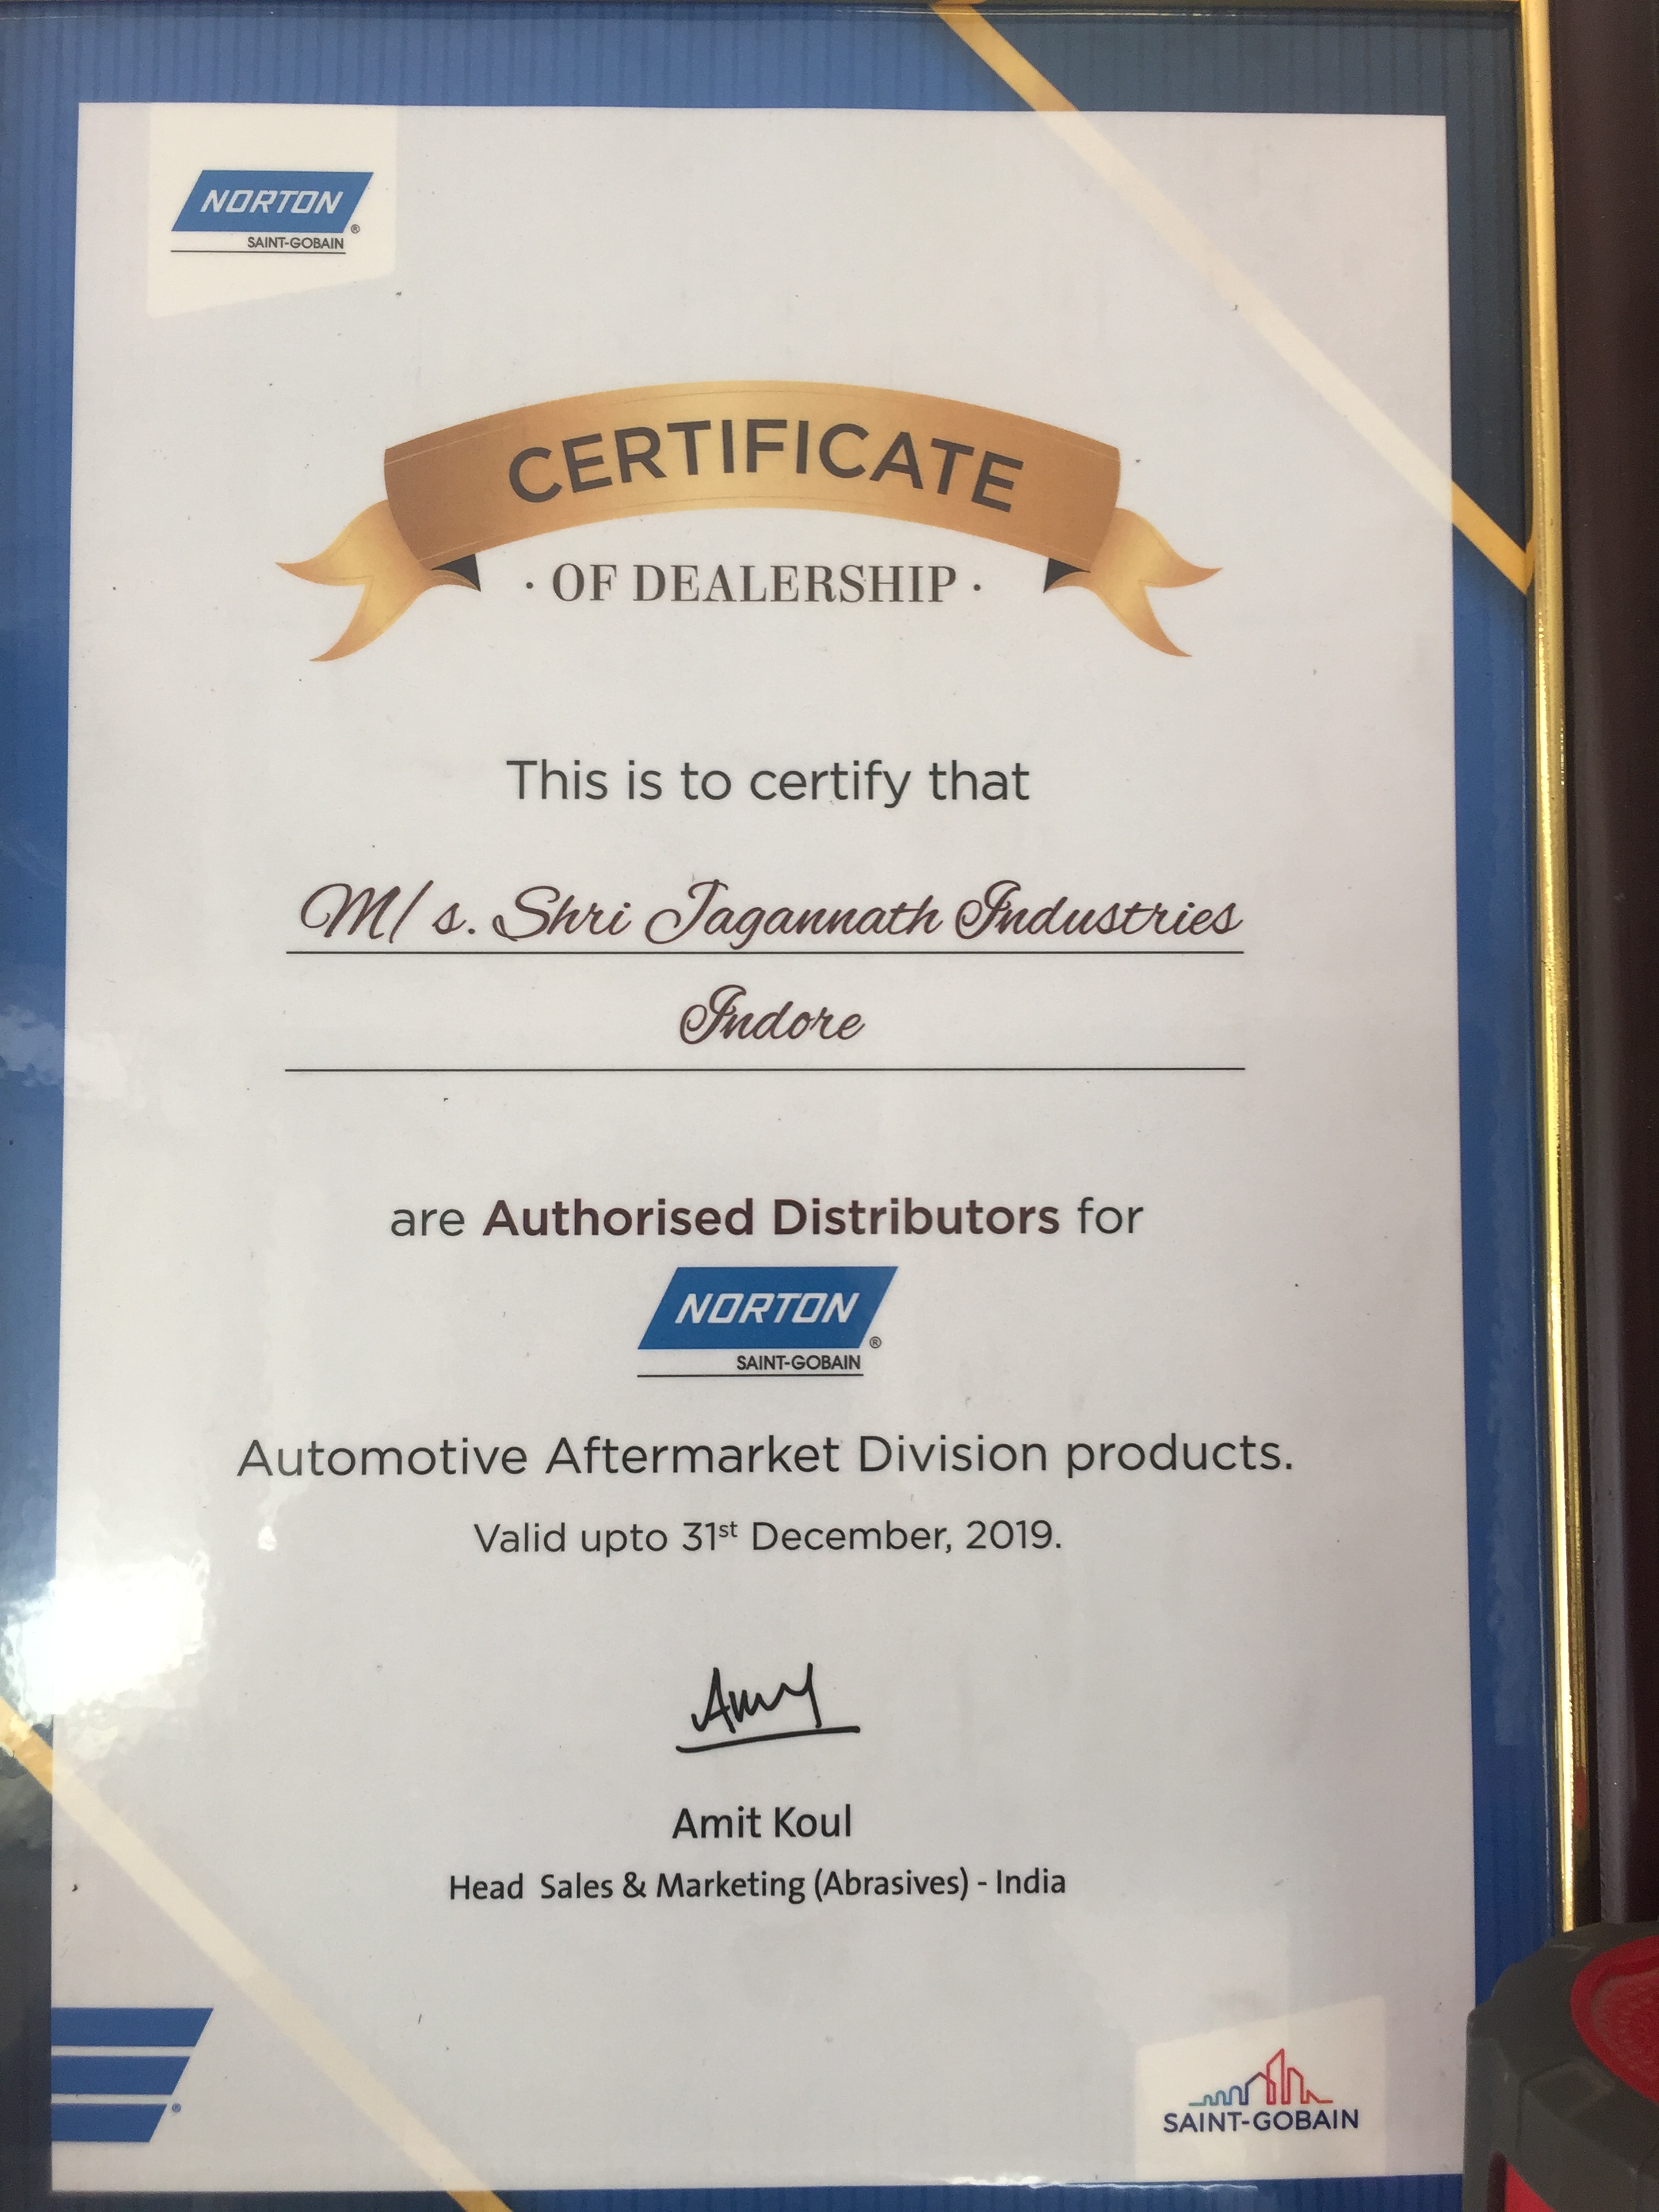 NORTON
®
SAINT-GOBAIN
CERTIFICATE
· OF DEALERSHIP ·
This is to certify that
M/s. Shri Jagannath Industries
Indore
are Authorised Distributors for
NORTON
®
SAINT-GOBAIN
Automotive Aftermarket Division products.
Valid upto 31st December, 2019.
Amit Koul
Head Sales & Marketing (Abrasives) - India
®
SAINT-GOBAIN